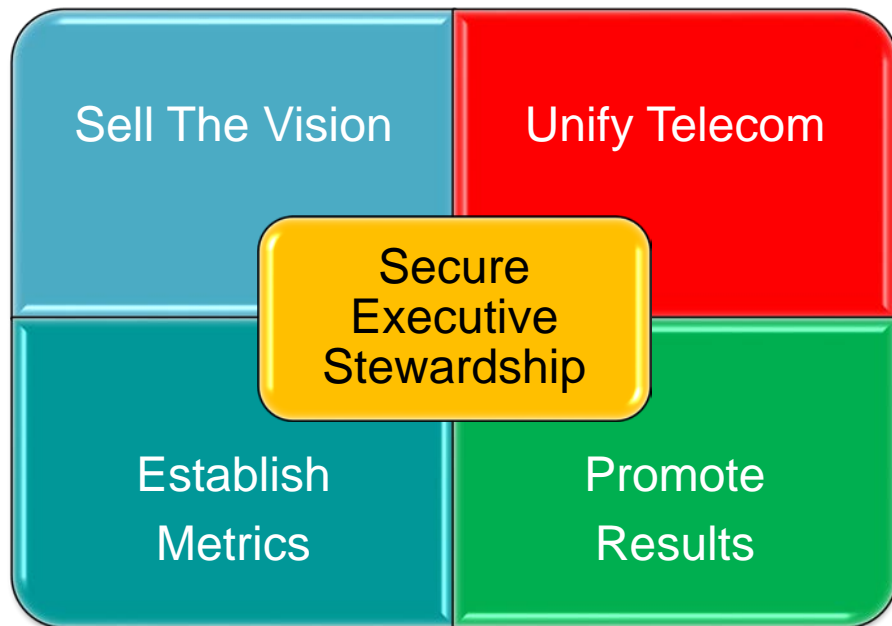 Sell The Vision
Unify Telecom
Secure
Executive
Stewardship
Establish
Metrics
Promote
Results